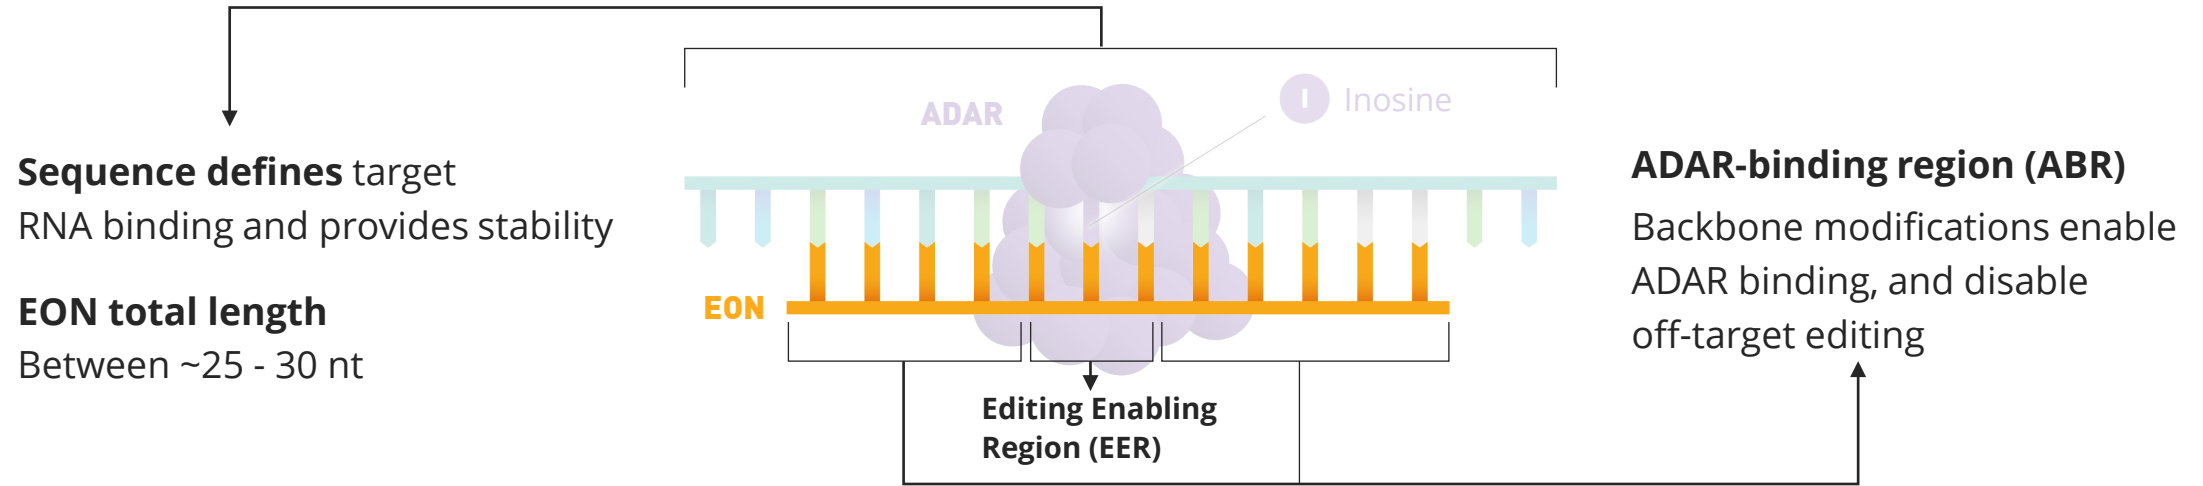 Sequence defines target
RNA binding and provides stability
EON total length
Between ~25 - 30 nt
ADAR
I Inosine
EON
Editing Enabling
Region (EER)
ADAR-binding region (ABR)
Backbone modifications enable
ADAR binding, and disable
off-target editing